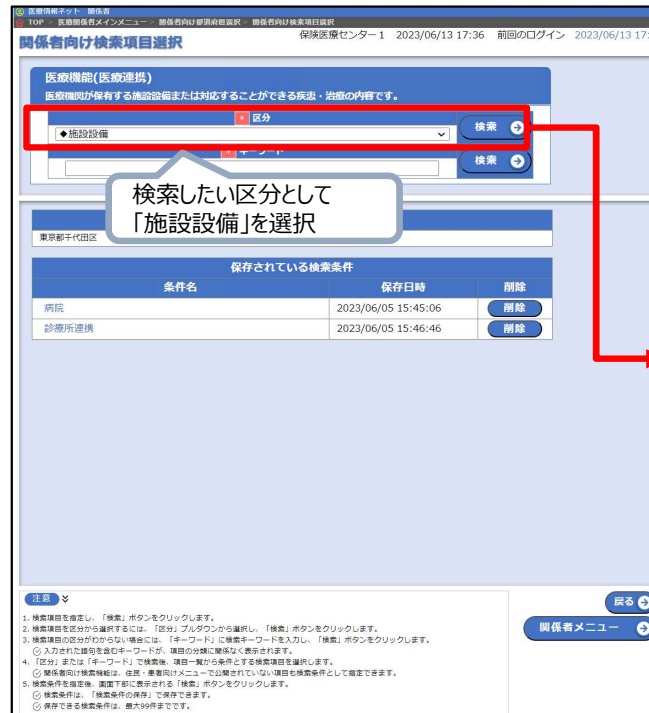 医療情報ネット 関係者
TOP > 医療関係者メインメニュー > 関係者向け都道府県選択 > 関係者向け検索項目選択
関係者向け検索項目選択
保険医療センター1 2023/06/13 17:36 前回のログイン 2023/06/13 17:
医療機能(医療連携)
医療機関が保有する施設設備または対応することができる疾患・治療の内容です。
* 区分
◆施設設備
検索
* キーワード
検索
検索したい区分として
「施設設備」を選択
東京都千代田区
保存されている検索条件
条件名 保存日時 削除
病院 2023/06/05 15:45:06 削除
診療所連携 2023/06/05 15:46:46 削除
注意
戻る
関係者メニュー
1. 検索項目を指定し、「検索」ボタンをクリックします。
2. 検索項目を区分から選択するには、「区分」プルダウンから選択し、「検索」ボタンをクリックします。
3. 検索項目の区分がわからない場合には、「キーワード」に検索キーワードを入力し、「検索」ボタンをクリックします。
入力された語句を含むキーワードが、項目の分類に関係なく表示されます。
4. 「区分」または「キーワード」で検索後、項目一覧から条件とする検索項目を選択します。
関係者向け検索機能は、住民・患者向けメニューで公開されていない項目も検索条件として指定できます。
5. 検索条件を指定後、画面下部に表示される「検索」ボタンをクリックします。
検索条件は、「検索条件の保存」で保存できます。
保存できる検索条件は、最大99件までです。